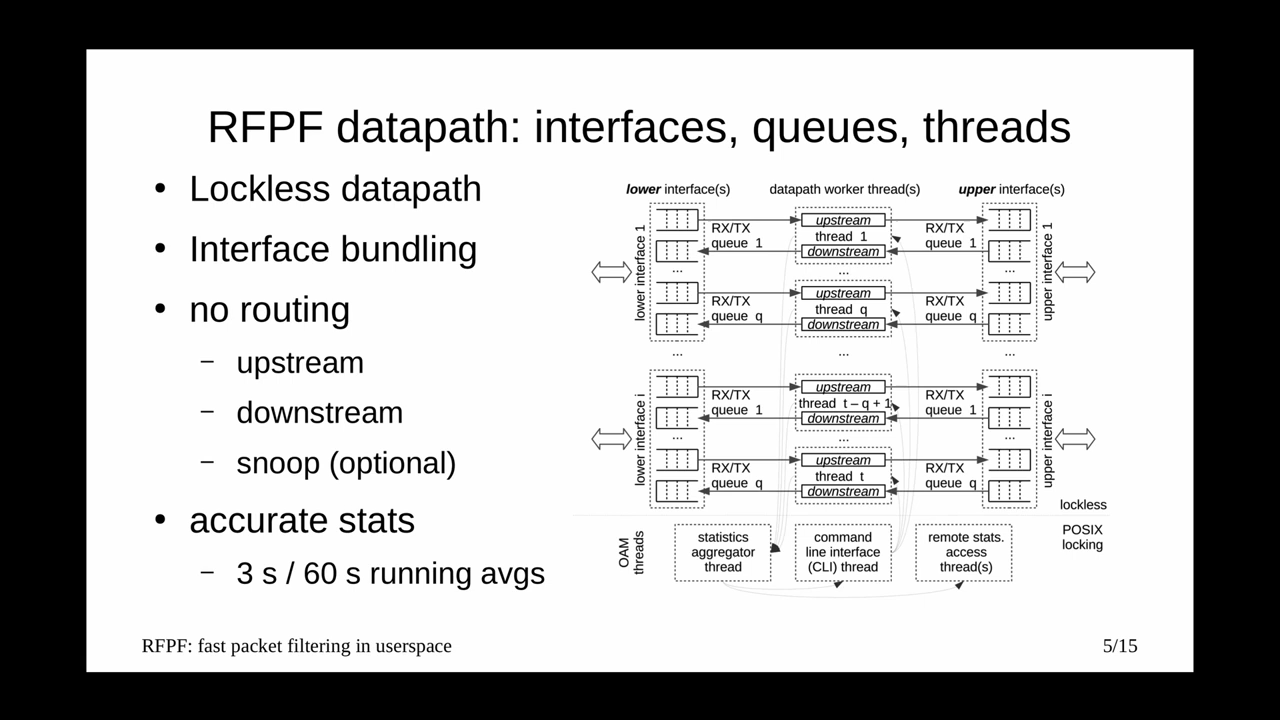 RFPF datapath: interfaces, queues, threads
• Lockless datapath
• Interface bundling
• no routing
– upstream
– downstream
– snoop (optional)
• accurate stats
– 3 s / 60 s running avgs
lower interface(s)
datapath worker thread(s)
upper interface(s)
lower interface 1
RX/TX
queue 1
...
RX/TX
queue q
upstream
thread 1
downstream
...
upstream
thread q
downstream
RX/TX
queue 1
...
RX/TX
queue q
upper interface 1
...
...
...
lower interface i
RX/TX
queue 1
...
RX/TX
queue q
upstream
thread t – q + 1
downstream
...
upstream
thread t
downstream
RX/TX
queue 1
...
RX/TX
queue q
upper interface i
lockless
POSIX
locking
OAM
threads
statistics
aggregator
thread
command
line interface
(CLI) thread
remote stats.
access
thread(s)
RFPF: fast packet filtering in userspace
5/15